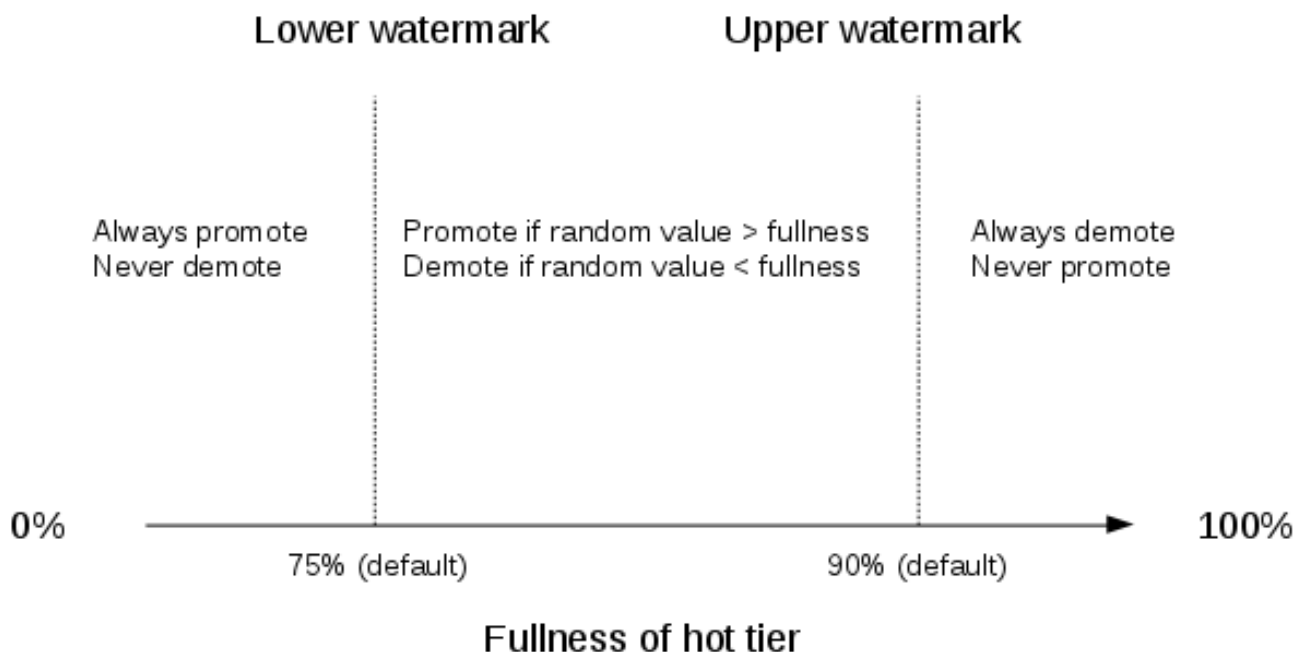 Lower watermark
Upper watermark
Always promote
Never demote
Promote if random value > fullness
Demote if random value < fullness
Always demote
Never promote
0%
100%
75% (default)
90% (default)
Fullness of hot tier